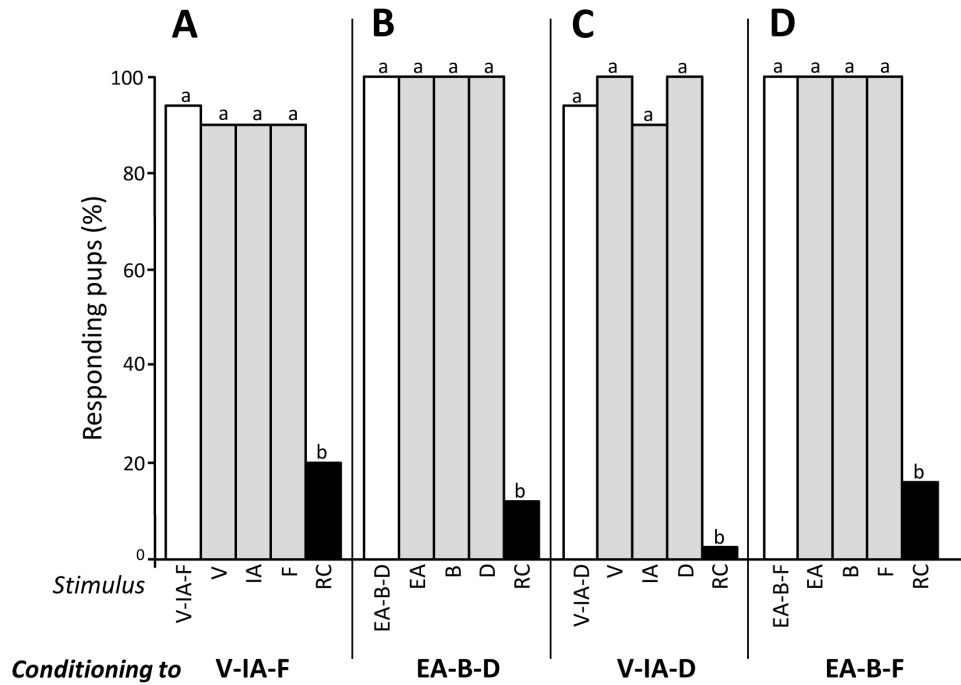 A B C D
Responding pups (%)
100
80
60
40
20
0
a a a a b
a a a a b
a a a a b
a a a a b
Stimulus
V-IA-F V IA F RC
EA-B-D EA B D RC
V-IA-D V IA D RC
EA-B-F EA B F RC
Conditioning to V-IA-F EA-B-D V-IA-D EA-B-F